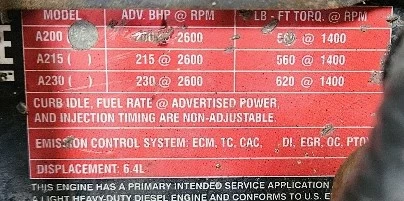 MODEL ADV. BHP @ RPM LB - FT TORQ. @ RPM
A200 @ 2600 @ 1400
A215 ( ) 215 @ 2600 560 @ 1400
A230 ( ) 230 @ 2600 620 @ 1400
CURB IDLE, FUEL RATE @ ADVERTISED POWER,
AND INJECTION TIMING ARE NON-ADJUSTABLE.
EMISSION CONTROL SYSTEM: ECM, TC, CAC, DI, EGR, OC, PTO
DISPLACEMENT: 6.4L
THIS ENGINE HAS A PRIMARY INTENDED SERVICE APPLICATION
A LIGHT HEAVY-DUTY DIESEL ENGINE AND CONFORMS TO U.S.